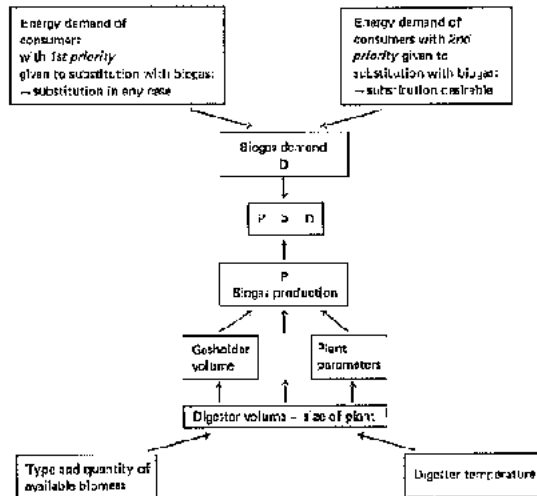 Energy demand of
consumers
with 1st priority
given to substitution with biogas:
→ substitution in any case
Energy demand of
consumers with 2nd
priority given to
substitution with biogas:
→ substitution desirable
Biogas demand
D
P ≥ D
P
Biogas production
Gasholder
volume
Plant
parameters
Digestor volume – size of plant
Type and quantity of
available biomass
Digester temperature